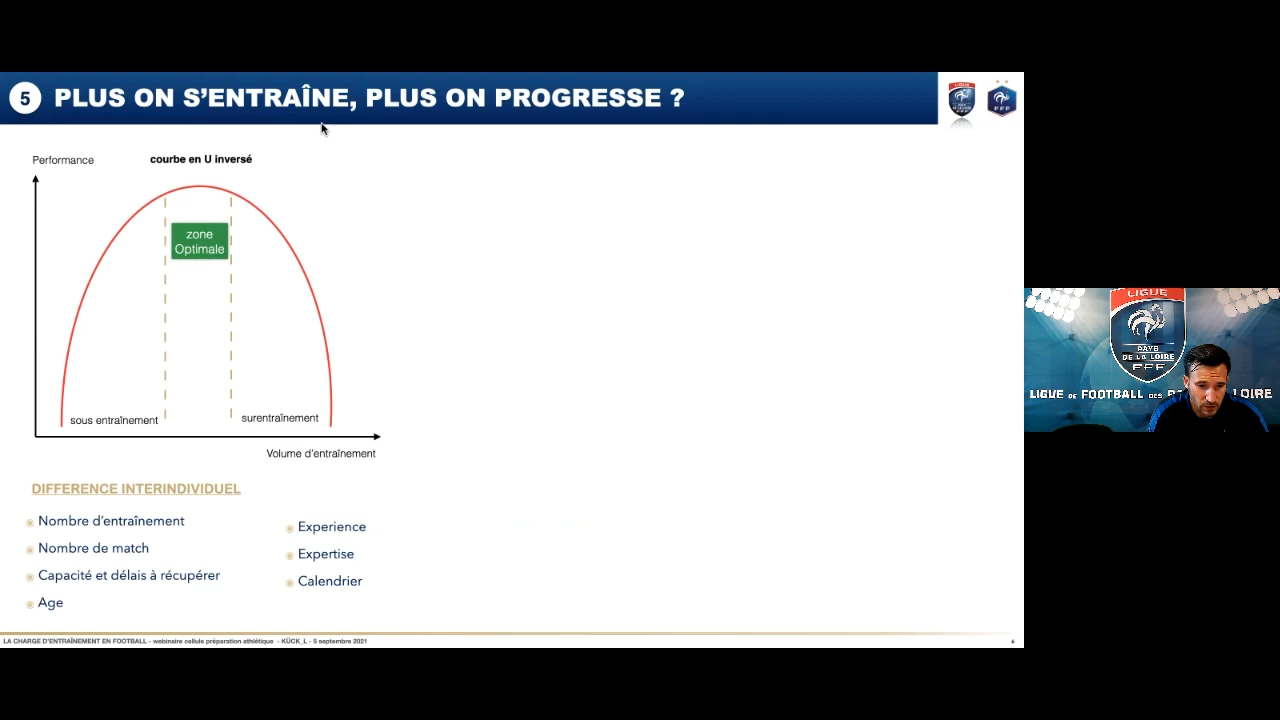 5 PLUS ON S'ENTRAÎNE, PLUS ON PROGRESSE ?
FFF
Performance
courbe en U inversé
zone
Optimale
sous entraînement
surentraînement
Volume d'entraînement
DIFFERENCE INTERINDIVIDUEL
Nombre d'entraînement
Nombre de match
Capacité et délais à récupérer
Age
Experience
Expertise
Calendrier
LA CHARGE D'ENTRAÎNEMENT EN FOOTBALL - webinaire cellule préparation athlétique - KÜCK_L - 5 septembre 2021
6
LIGUE
PAYS
DE LA LOIRE
FFF
LIGUE DE FOOTBALL DES
LOIRE